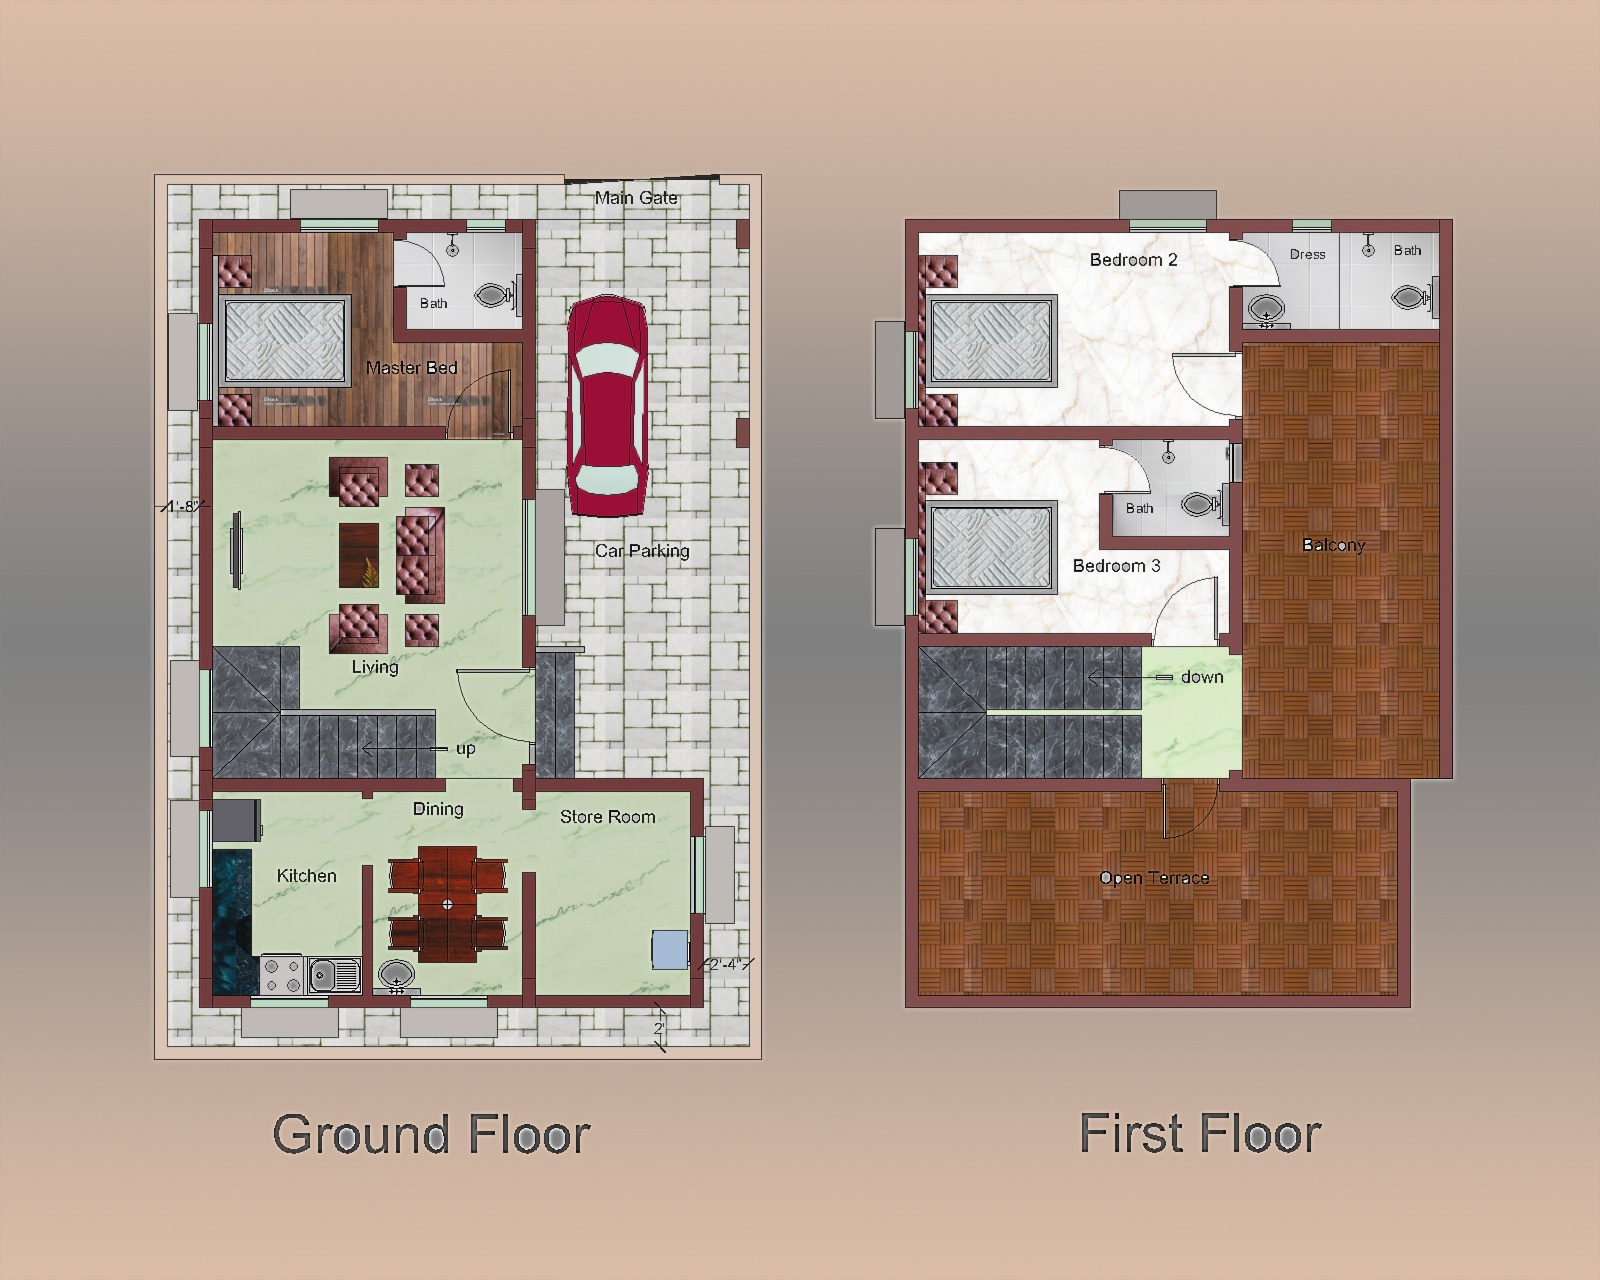 Main Gate
Bath
Master Bed
1'-8"
Car Parking
Living
up
Dining
Store Room
Kitchen
2'-4"
2'
Ground Floor
Bedroom 2
Dress
Bath
Bath
Balcony
Bedroom 3
down
Open Terrace
First Floor